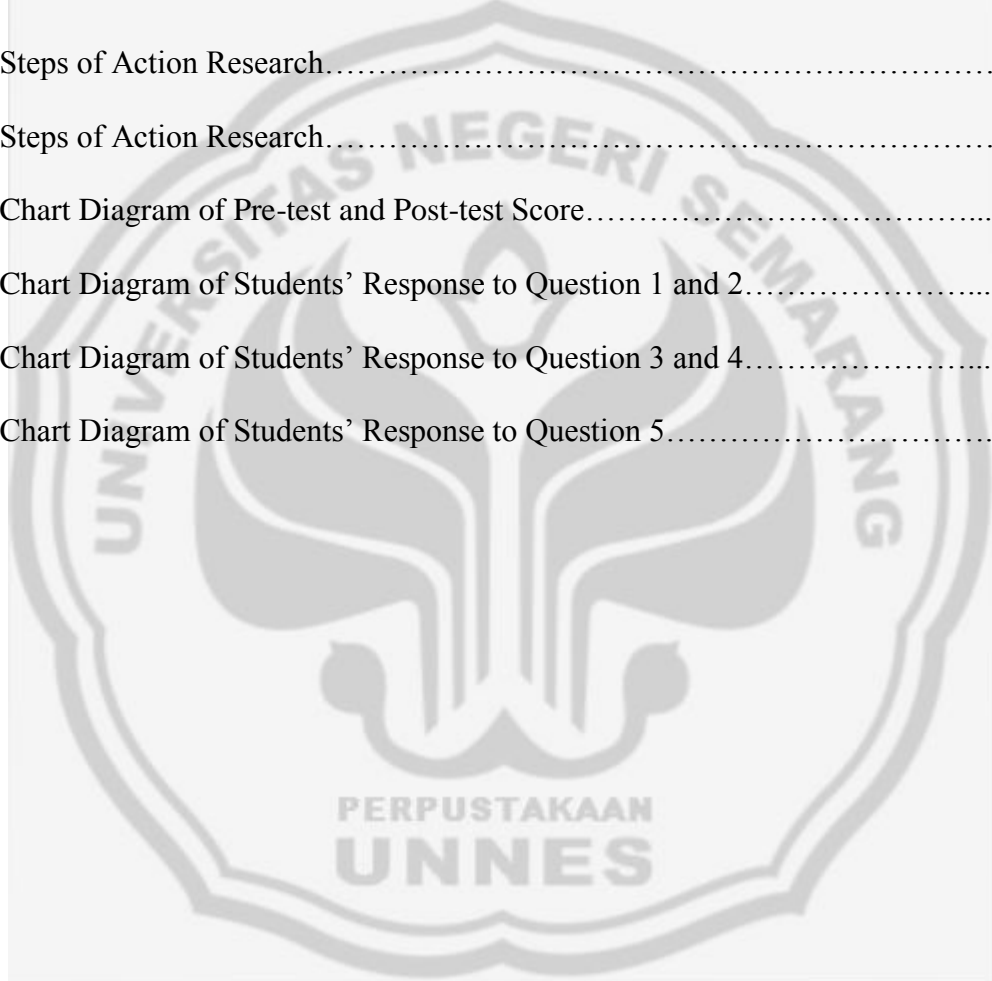 Steps of Action Research……………………………………………………………………….
Steps of Action Research……………………………………………………………………….
Chart Diagram of Pre-test and Post-test Score……………………………………...
Chart Diagram of Students’ Response to Question 1 and 2……………………...
Chart Diagram of Students’ Response to Question 3 and 4……………………...
Chart Diagram of Students’ Response to Question 5……………………………….
UNIVERSITAS NEGERI SEMARANG
PERPUSTAKAAN
UNNES